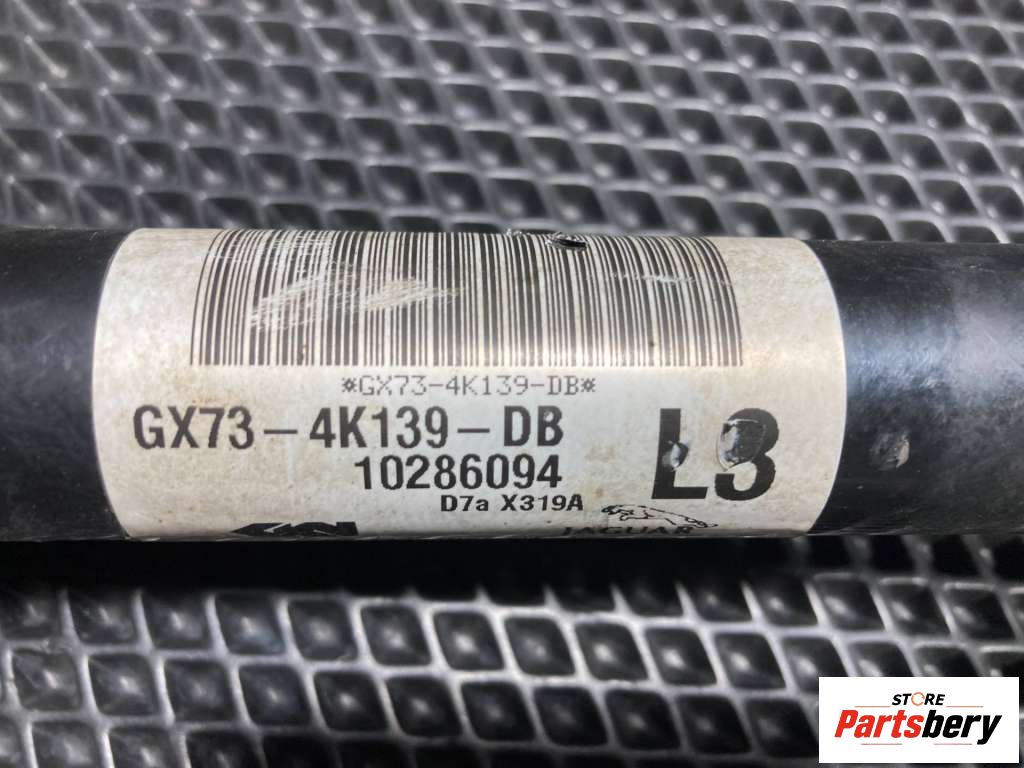 *GX73-4K139-DB*
GX73-4K139-DB
L3
10286094
D7a X319A
JAGUAR
STORE
Partsbery